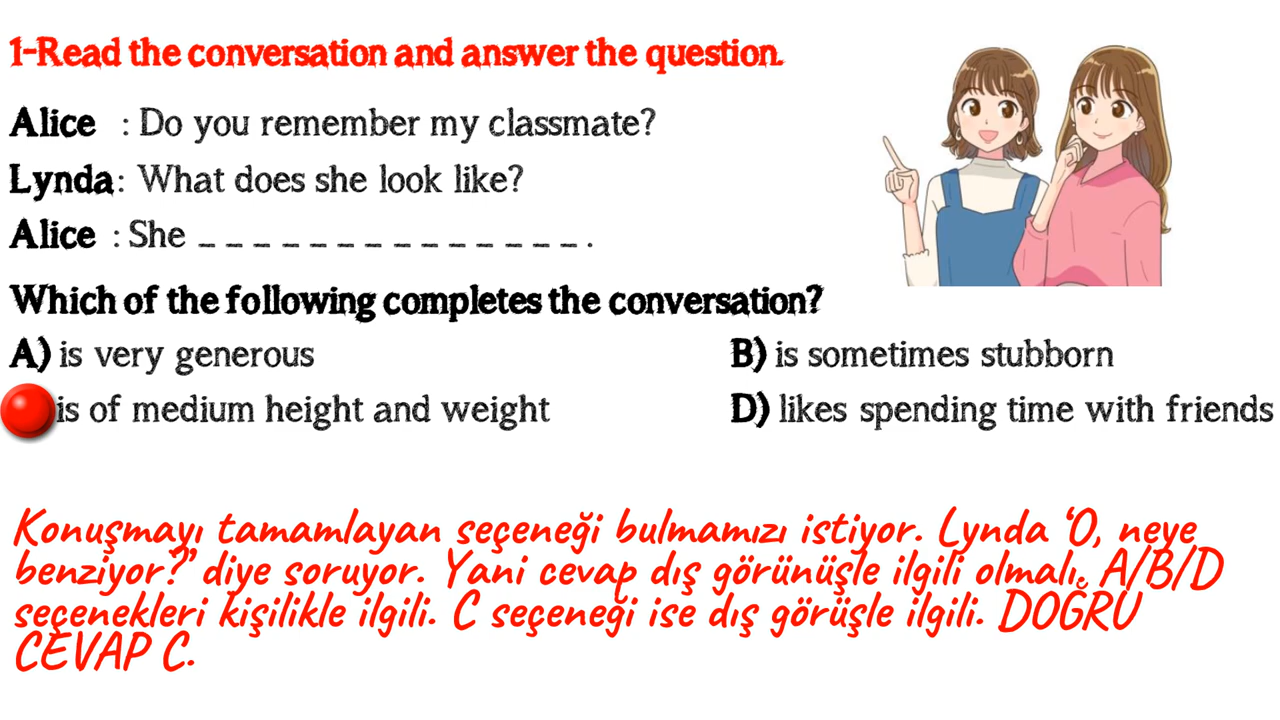 1-Read the conversation and answer the question.
Alice : Do you remember my classmate?
Lynda: What does she look like?
Alice : She _ _ _ _ _ _ _ _ _ _ _ _ _ _ .
Which of the following completes the conversation?
A) is very generous B) is sometimes stubborn
is of medium height and weight D) likes spending time with friends
Konuşmayı tamamlayan seçeneği bulmamızı istiyor. Lynda ‘O, neye
benziyor?’ diye soruyor. Yani cevap dış görünüşle ilgili olmalı. A/B/D
seçenekleri kişilikle ilgili. C seçeneği ise dış görüşle ilgili. DOĞRU
CEVAP C.